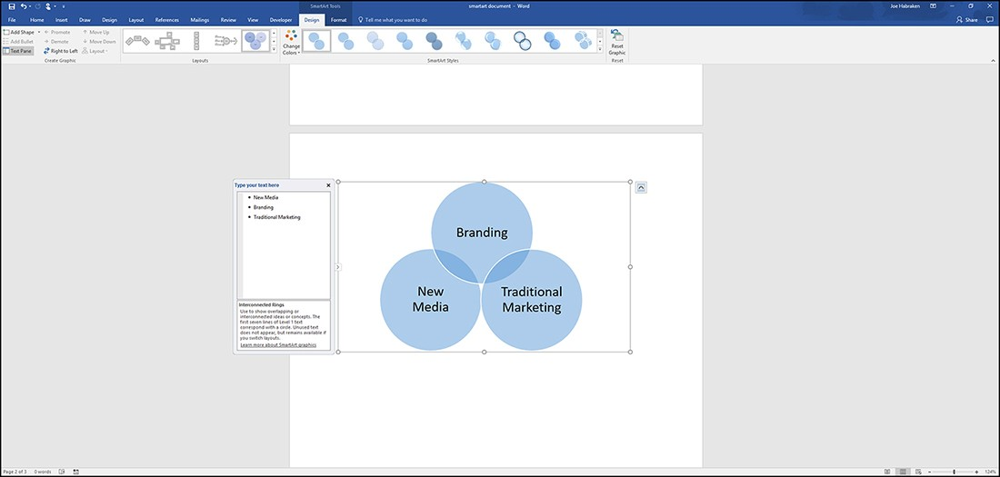 SmartArt Tools
smartart document - Word
Joe Habraken
File Home Insert Draw Design Layout References Mailings Review View Developer Design Format Tell me what you want to do Share
Add Shape Promote Move Up
Add Bullet Demote Move Down
Text Pane Right to Left Layout
Create Graphic
Layouts
Change
Colors
SmartArt Styles
Reset
Graphic
Reset
Type your text here
New Media
Branding
Traditional Marketing
Interconnected Rings
Use to show overlapping or
interconnected ideas or concepts. The
first seven lines of Level 1 text
correspond with a circle. Unused text
does not appear, but remains available if
you switch layouts.
Learn more about SmartArt graphics
Branding
New
Media
Traditional
Marketing
Page 2 of 3 0 words 124%